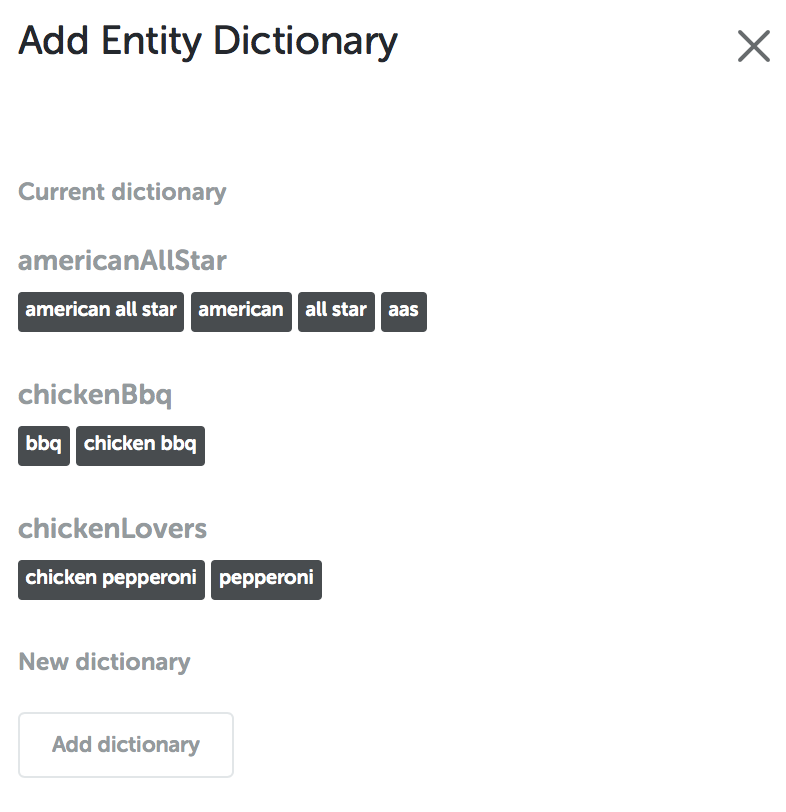 Add Entity Dictionary
Current dictionary
americanAllStar
american all star american all star aas
chickenBbq
bbq chicken bbq
chickenLovers
chicken pepperoni pepperoni
New dictionary
Add dictionary